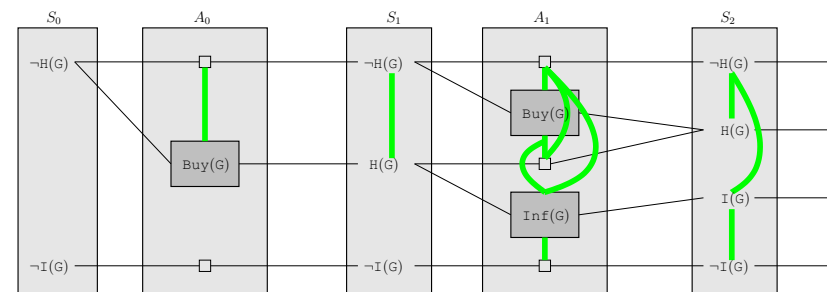 S0 A0 S1 A1 S2
¬H(G) ¬H(G) ¬H(G)
Buy(G)
H(G)
Buy(G) H(G)
I(G)
Inf(G)
¬I(G) ¬I(G) ¬I(G)